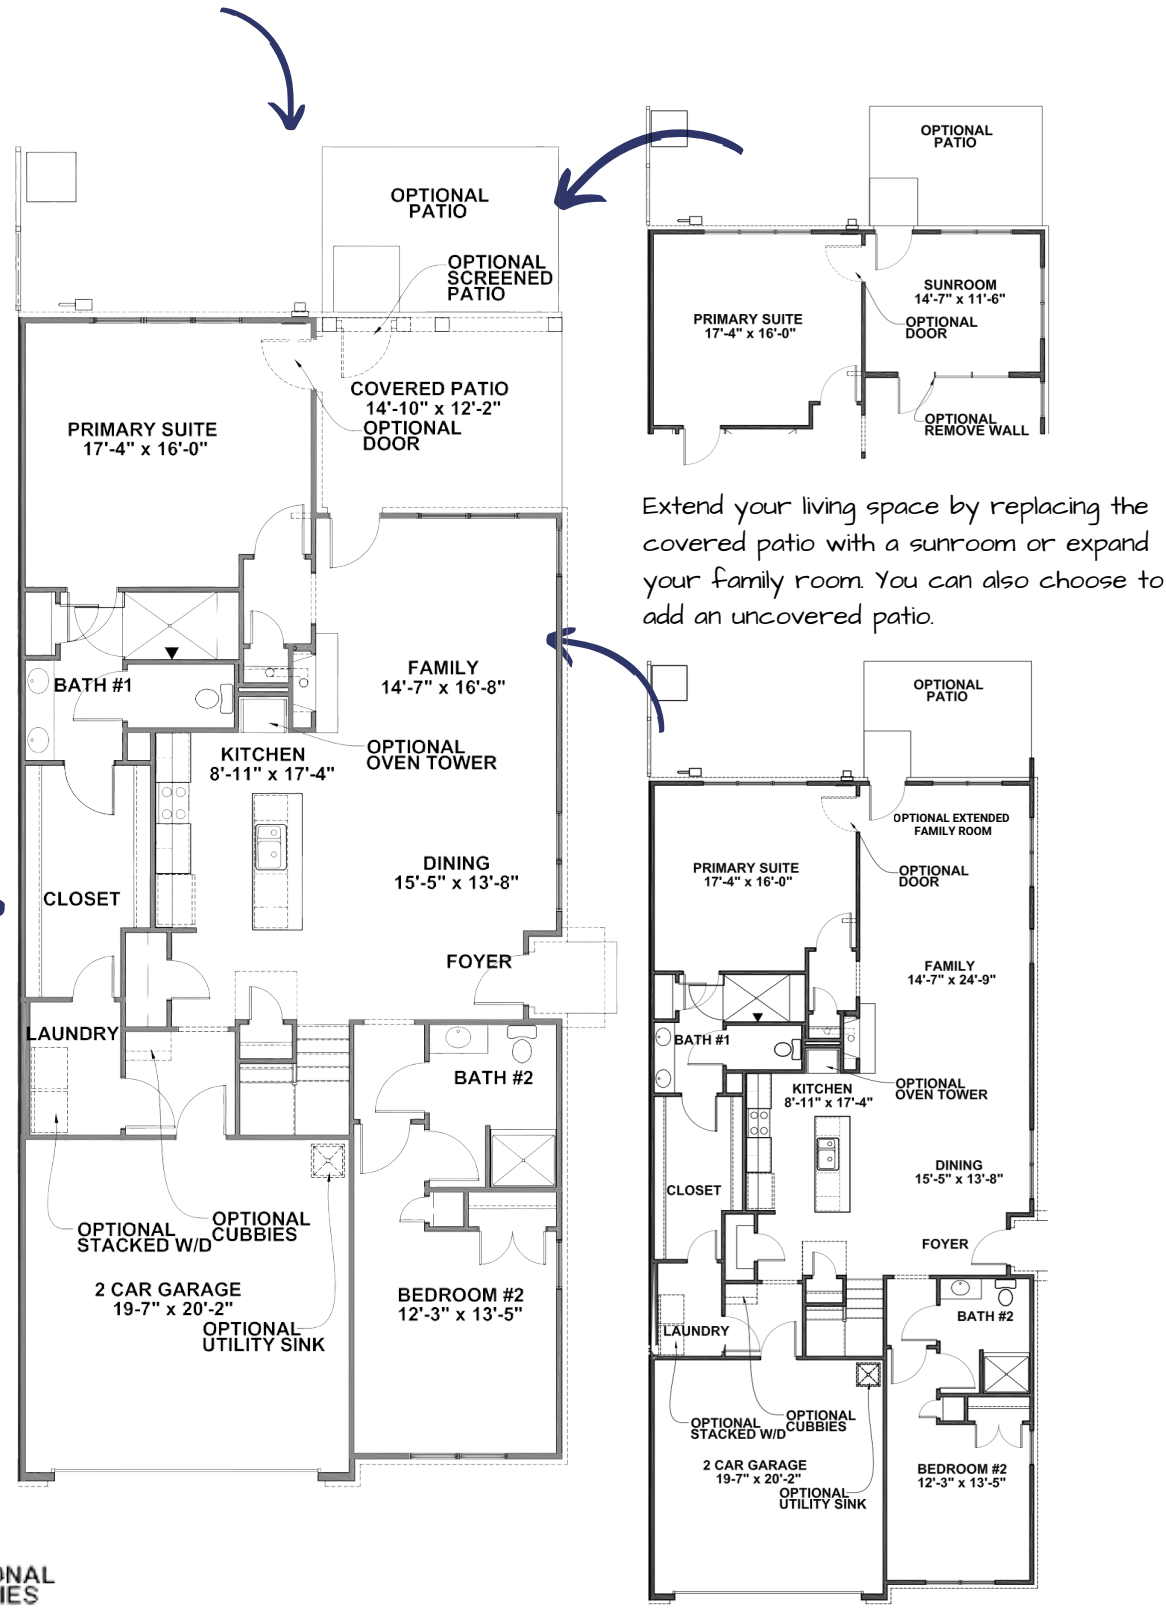 OPTIONAL
PATIO
OPTIONAL
SCREENED
PATIO
COVERED PATIO
14'-10" x 12'-2"
OPTIONAL
DOOR
PRIMARY SUITE
17'-4" x 16'-0"
FAMILY
14'-7" x 16'-8"
BATH #1
KITCHEN
8'-11" x 17'-4"
OPTIONAL
OVEN TOWER
DINING
15'-5" x 13'-8"
CLOSET
FOYER
LAUNDRY
BATH #2
OPTIONAL
STACKED W/D
OPTIONAL
CUBBIES
2 CAR GARAGE
19-7" x 20'-2"
OPTIONAL
UTILITY SINK
BEDROOM #2
12'-3" x 13'-5"
OPTIONAL
PATIO
SUNROOM
14'-7" x 11'-6"
OPTIONAL
DOOR
PRIMARY SUITE
17'-4" x 16'-0"
OPTIONAL
REMOVE WALL
Extend your living space by replacing the
covered patio with a sunroom or expand
your family room. You can also choose to
add an uncovered patio.
OPTIONAL
PATIO
OPTIONAL EXTENDED
FAMILY ROOM
PRIMARY SUITE
17'-4" x 16'-0"
OPTIONAL
DOOR
FAMILY
14'-7" x 24'-9"
BATH #1
KITCHEN
8'-11" x 17'-4"
OPTIONAL
OVEN TOWER
DINING
15'-5" x 13'-8"
CLOSET
FOYER
LAUNDRY
BATH #2
OPTIONAL
STACKED W/D
OPTIONAL
CUBBIES
2 CAR GARAGE
19-7" x 20'-2"
OPTIONAL
UTILITY SINK
BEDROOM #2
12'-3" x 13'-5"